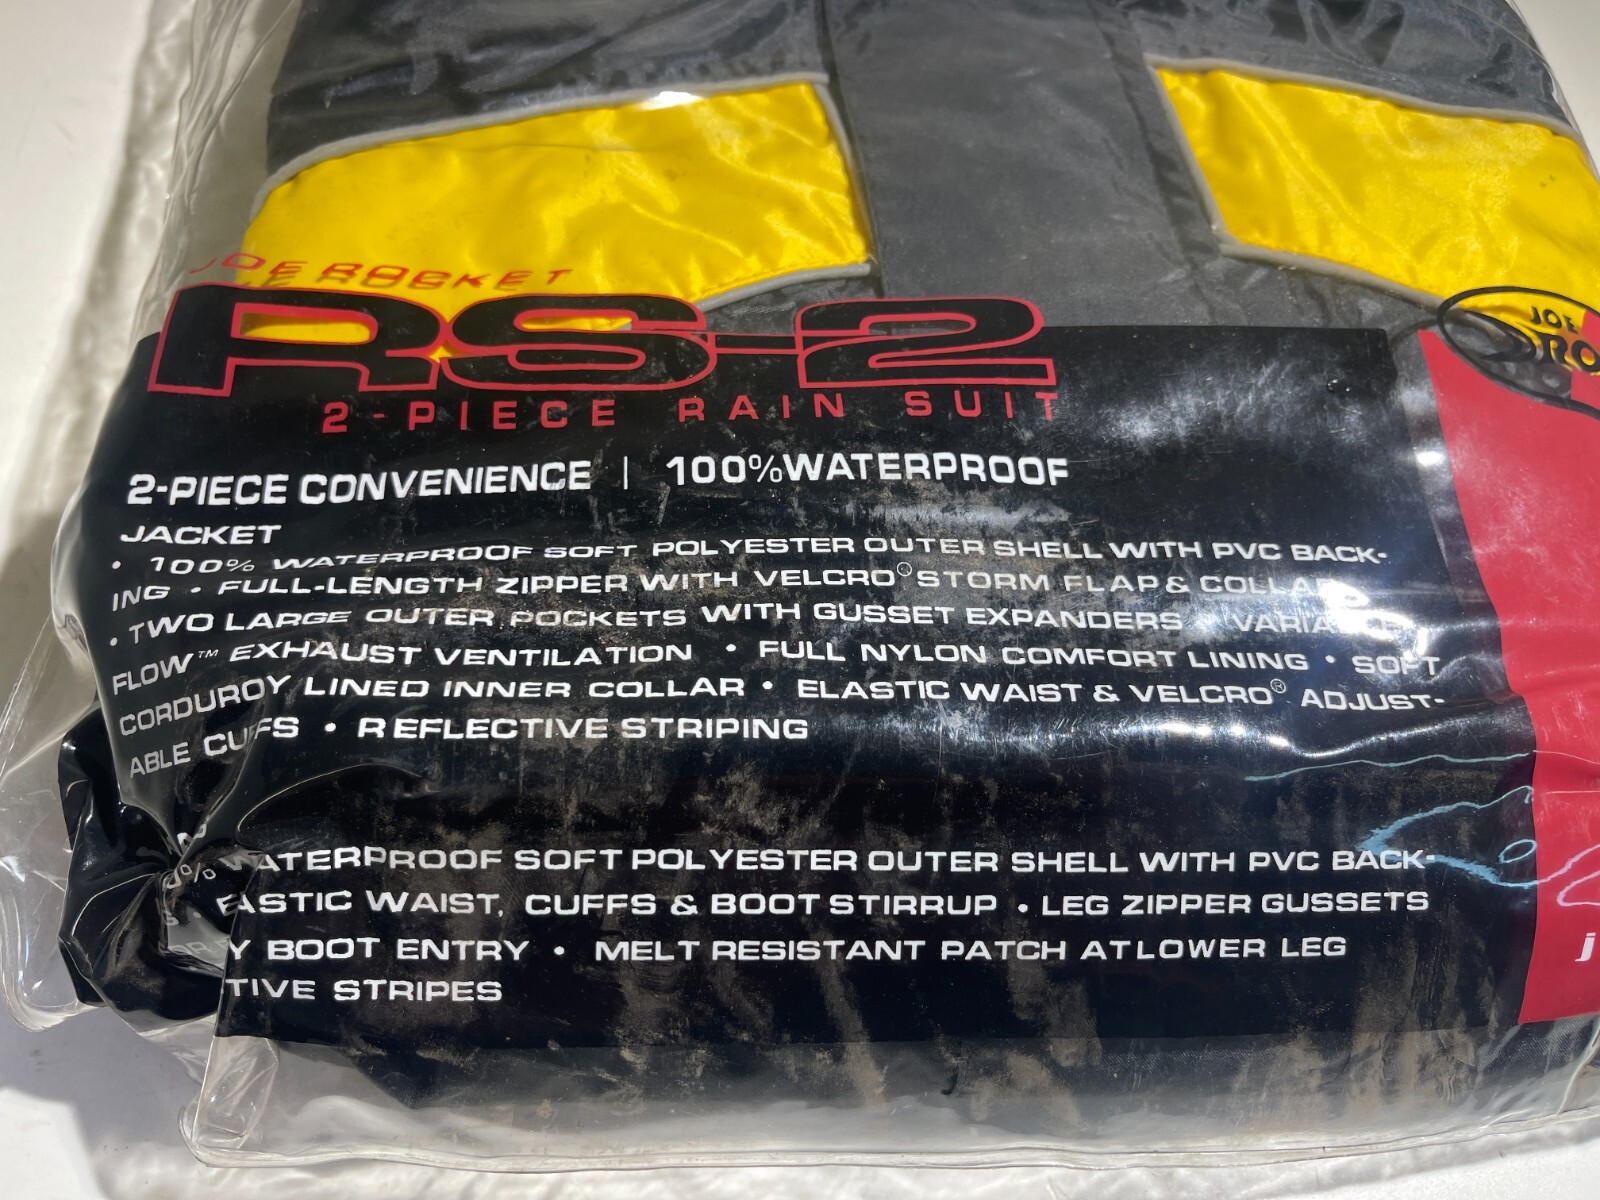 JOE ROCKET
RS-2
2-PIECE RAIN SUIT
JOE
2-PIECE CONVENIENCE | 100%WATERPROOF
JACKET
• 100% WATERPROOF SOFT POLYESTER OUTER SHELL WITH PVC BACK-
ING • FULL-LENGTH ZIPPER WITH VELCRO® STORM FLAP & COLLAR
• TWO LARGE OUTER POCKETS WITH GUSSET EXPANDERS •
FLOW™ EXHAUST VENTILATION • FULL NYLON COMFORT LINING • SOFT
CORDUROY LINED INNER COLLAR • ELASTIC WAIST & VELCRO® ADJUST-
ABLE CUFFS • REFLECTIVE STRIPING
WATERPROOF SOFT POLYESTER OUTER SHELL WITH PVC BACK-
WAIST, CUFFS & BOOT STIRRUP • LEG ZIPPER GUSSETS
BOOT ENTRY • MELT RESISTANT PATCH AT LOWER LEG
STRIPES